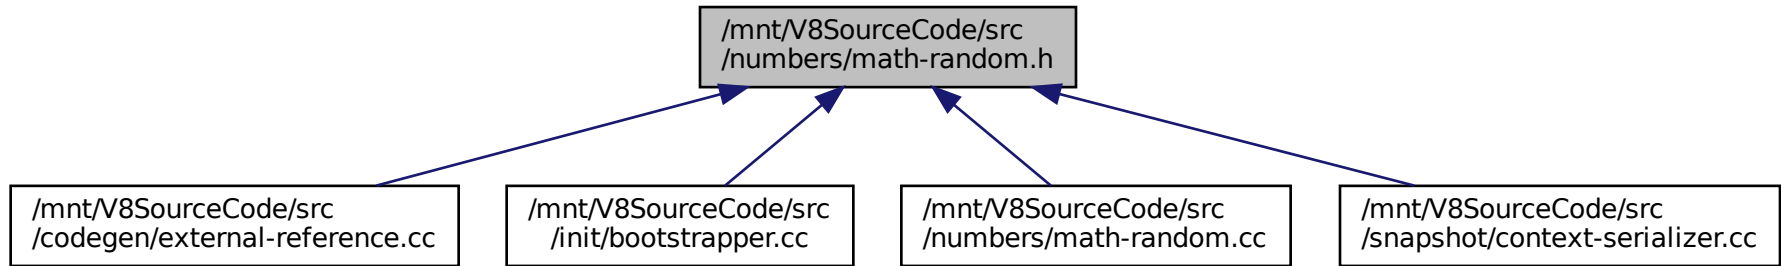 /mnt/V8SourceCode/src
/numbers/math-random.h
/mnt/V8SourceCode/src
/codegen/external-reference.cc
/mnt/V8SourceCode/src
/init/bootstrapper.cc
/mnt/V8SourceCode/src
/numbers/math-random.cc
/mnt/V8SourceCode/src
/snapshot/context-serializer.cc